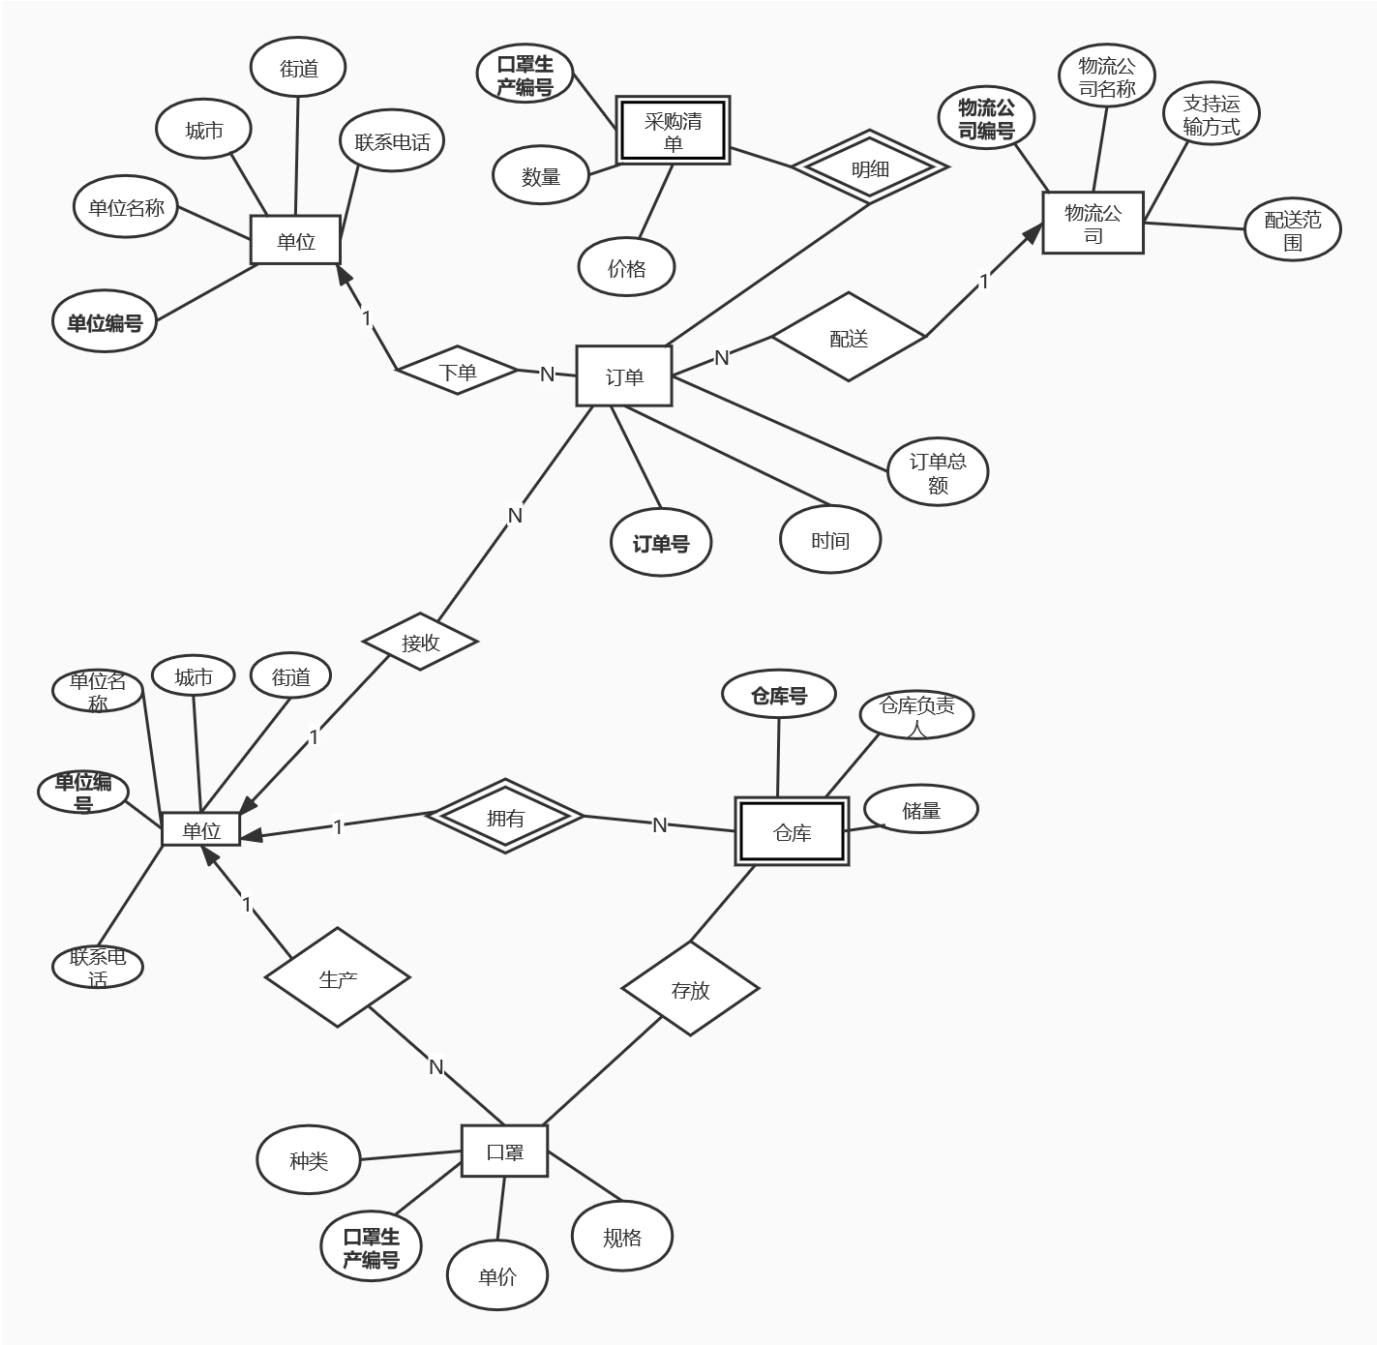 街道
城市
联系电话
单位名称
单位
单位编号
口罩生
产编号
采购清
单
数量
价格
明细
物流公
司编号
物流公
司名称
支持运
输方式
物流公
司
配送范
围
1
下单
N
订单
N
配送
1
订单总
额
订单号
时间
N
接收
1
单位名
称
城市
街道
单位编
号
单位
联系电
话
1
拥有
N
仓库号
仓库负责
人
储量
仓库
1
生产
N
存放
口罩
种类
口罩生
产编号
单价
规格